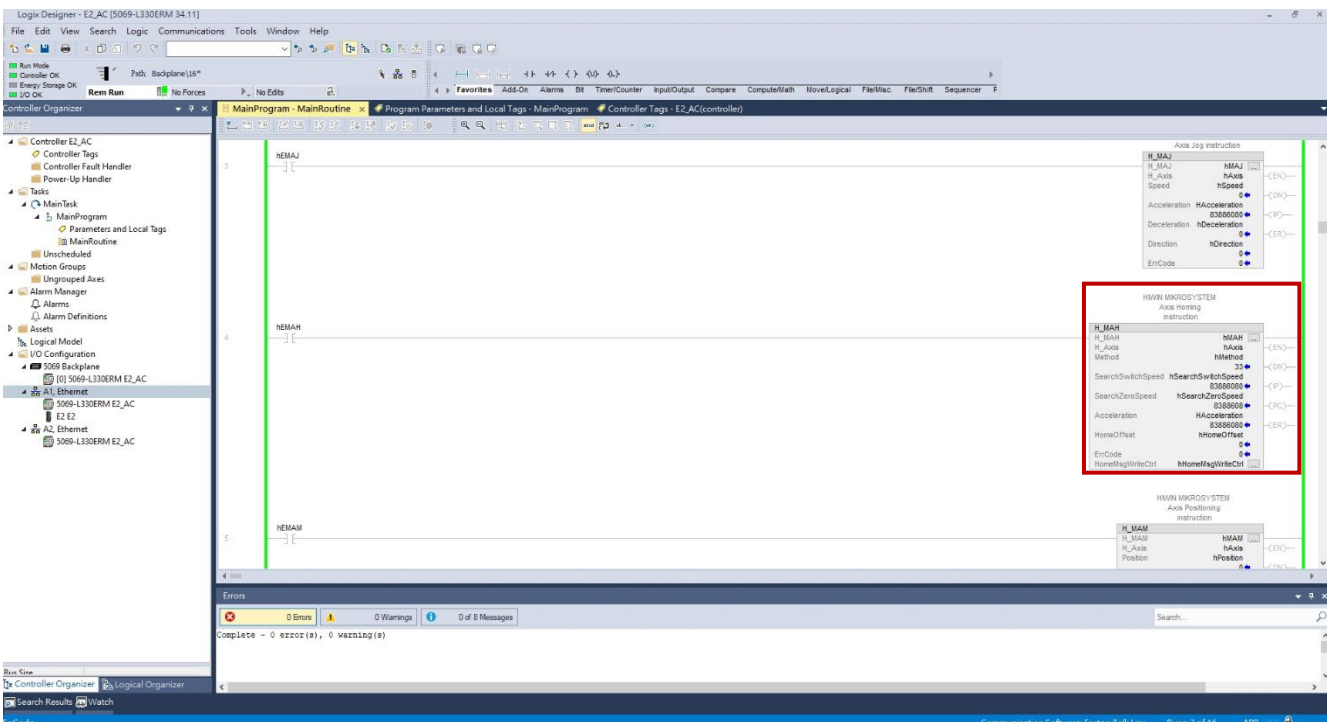 Logix Designer - E2_AC [5069-L330ERM 34.11]
File Edit View Search Logic Communications Tools Window Help
Run Mode
Controller OK
Energy Storage OK
I/O OK
Path: Backplane\16*
Rem Run
No Forces
No Edits
Favorites Add-On Alarms Bit Timer/Counter Input/Output Compare Compute/Math Move/Logical File/Misc. File/Shift Sequencer
Controller Organizer
MainProgram - MainRoutine
Program Parameters and Local Tags - MainProgram
Controller Tags - E2_AC(controller)
Controller E2_AC
Controller Tags
Controller Fault Handler
Power-Up Handler
Tasks
MainTask
MainProgram
Parameters and Local Tags
MainRoutine
Unscheduled
Motion Groups
Ungrouped Axes
Alarm Manager
Alarms
Alarm Definitions
Assets
Logical Model
I/O Configuration
5069 Backplane
[0] 5069-L330ERM E2_AC
A1, Ethernet
5069-L330ERM E2_AC
E2 E2
A2, Ethernet
5069-L330ERM E2_AC
3
hEMAJ
Axis Jog instruction
H_MAJ
H_MAJ hMAJ
H_Axis hAxis
Speed hSpeed
0
Acceleration HAcceleration
83886080
Deceleration hDeceleration
0
Direction hDirection
0
ErrCode 0
(EN)
(DN)
(IP)
(ER)
4
hEMAH
HIWIN MIKROSYSTEM
Axis Homing
instruction
H_MAH
H_MAH hMAH
H_Axis hAxis
Method hMethod
33
SearchSwitchSpeed hSearchSwitchSpeed
83886080
SearchZeroSpeed hSearchZeroSpeed
8388608
Acceleration HAcceleration
83886080
HomeOffset hHomeOffset
0
ErrCode 0
HomeMsgWriteCtrl hHomeMsgWriteCtrl
(EN)
(DN)
(IP)
(PC)
(ER)
5
hEMAM
HIWIN MIKROSYSTEM
Axis Positioning
instruction
H_MAM
H_MAM hMAM
H_Axis hAxis
Position hPosition
(EN)
Errors
0 Errors
0 Warnings
0 of 8 Messages
Search...
Complete - 0 error(s), 0 warning(s)
Controller Organizer
Logical Organizer
Search Results
Watch